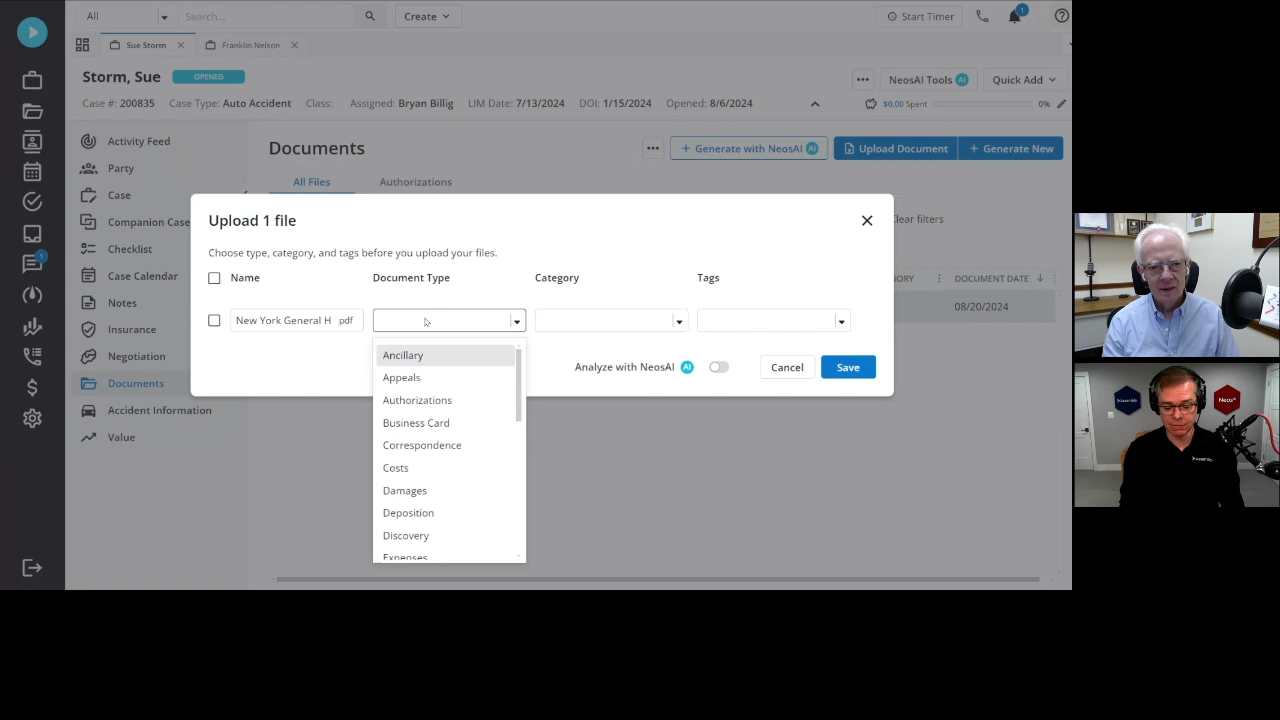 All
Search...
Create
Start Timer
1
Sue Storm
Franklin Nelson
Storm, Sue
OPENED
NeosAI Tools AI
Quick Add
Case #: 200835 Case Type: Auto Accident Class: Assigned: Bryan Billig LIM Date: 7/13/2024 DOI: 1/15/2024 Opened: 8/6/2024
$0.00 Spent 0%
Activity Feed
Party
Case
Companion Case
Checklist
Case Calendar
Notes
Insurance
Negotiation
Documents
Accident Information
Value
1
Documents
+ Generate with NeosAI AI
Upload Document
+ Generate New
All Files
Authorizations
Clear filters
DOCUMENT DATE
08/20/2024
Upload 1 file
Choose type, category, and tags before you upload your files.
Name Document Type Category Tags
New York General H pdf
Ancillary
Appeals
Authorizations
Business Card
Correspondence
Costs
Damages
Deposition
Discovery
Expenses
Analyze with NeosAI AI
Cancel
Save
Neos